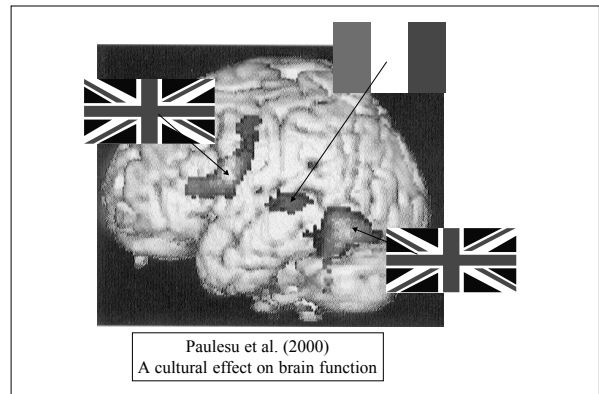 Paulesu et al. (2000)
A cultural effect on brain function